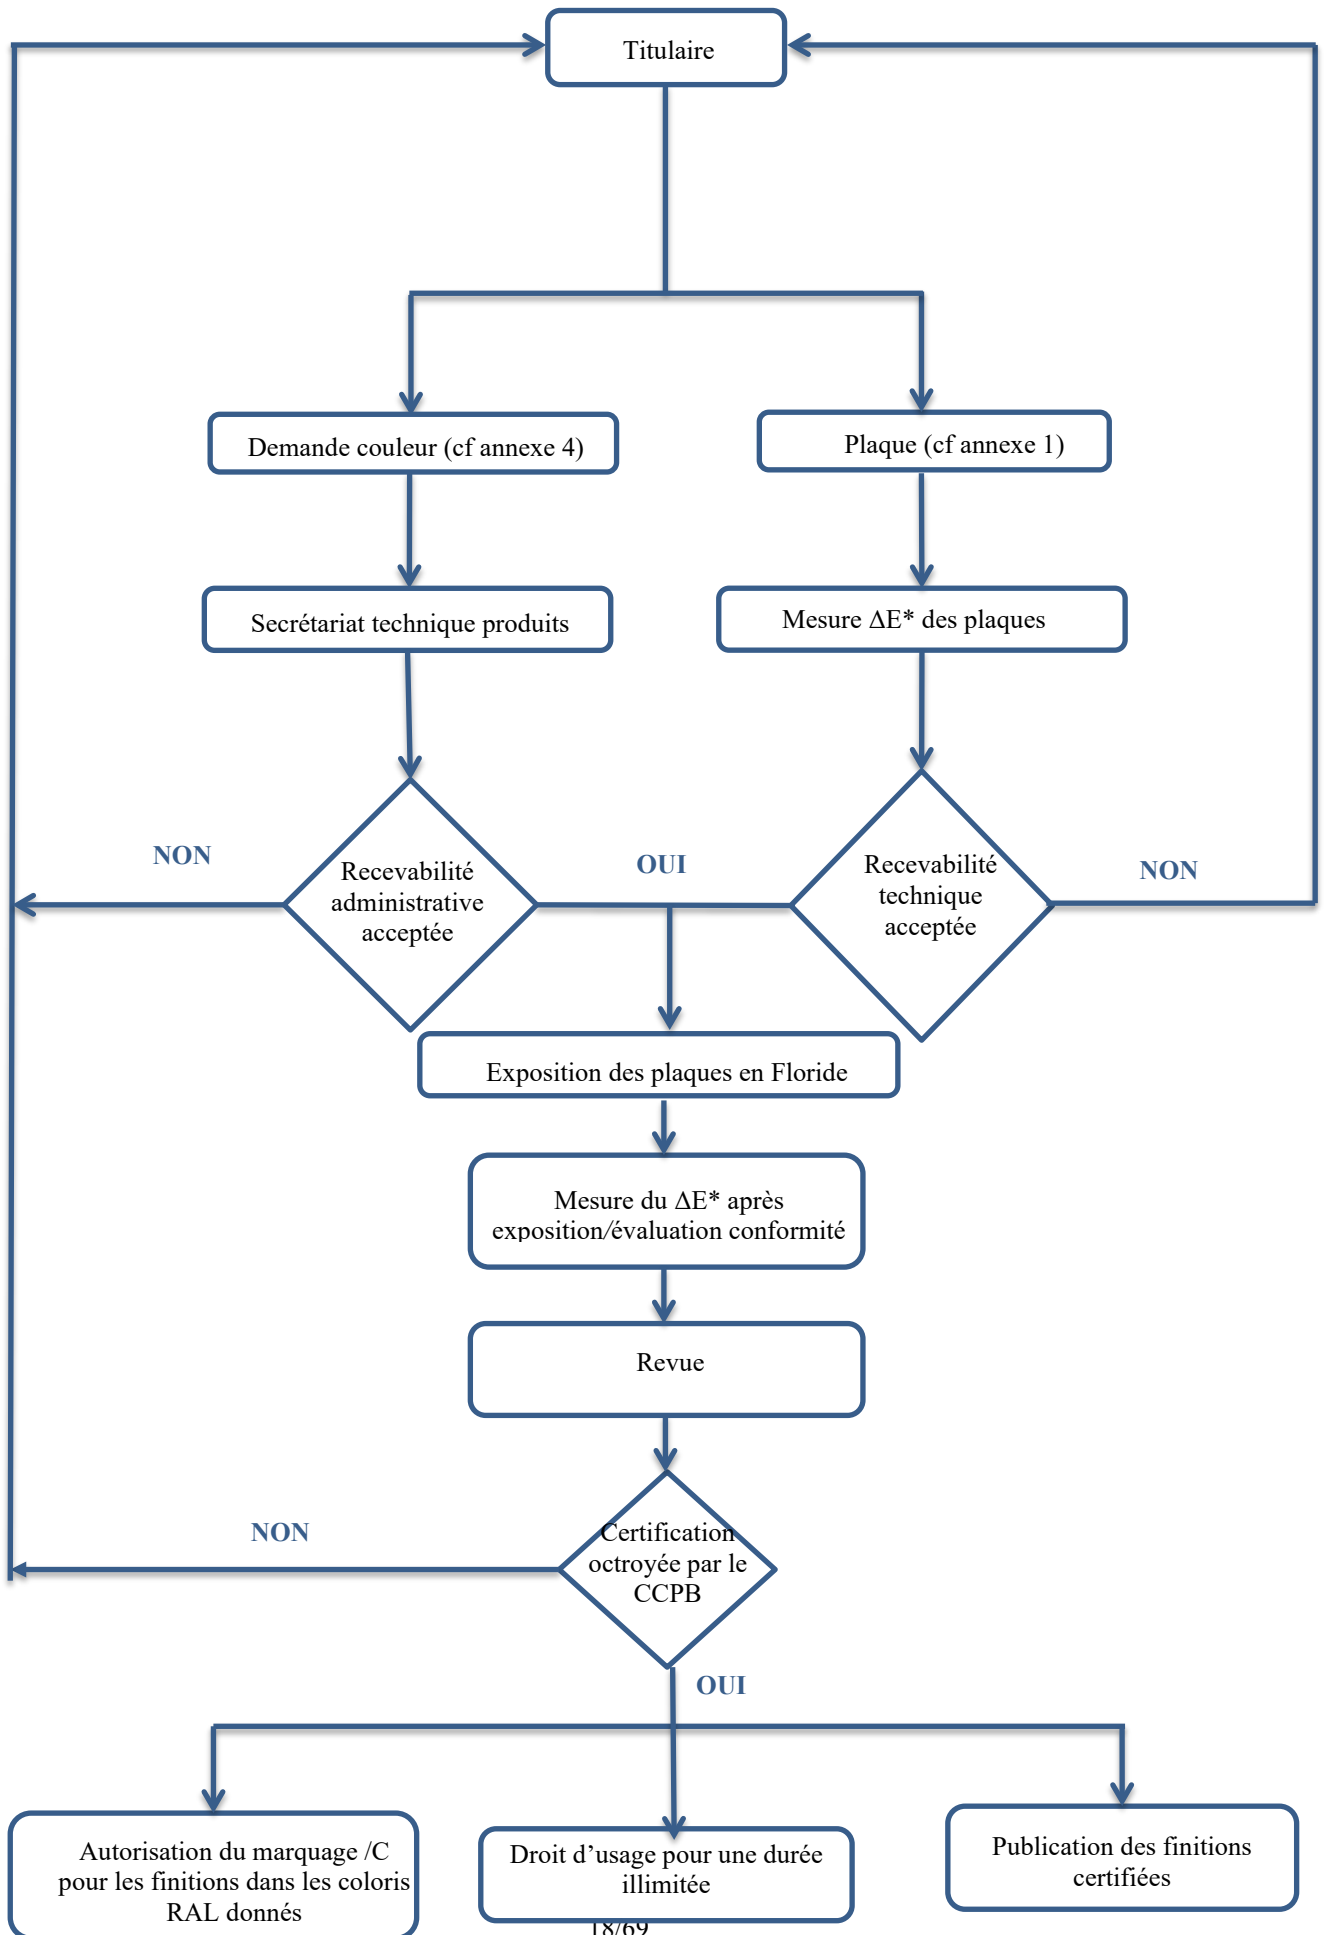 Titulaire
Demande couleur (cf annexe 4)
Plaque (cf annexe 1)
Secrétariat technique produits
Mesure ΔE* des plaques
NON
Recevabilité
administrative
acceptée
OUI
Recevabilité
technique
acceptée
NON
Exposition des plaques en Floride
Mesure du ΔE* après
exposition/évaluation conformité
Revue
NON
Certification
octroyée par le
CCPB
OUI
Autorisation du marquage /C
pour les finitions dans les coloris
RAL donnés
Droit d’usage pour une durée
illimitée
Publication des finitions
certifiées
18/69